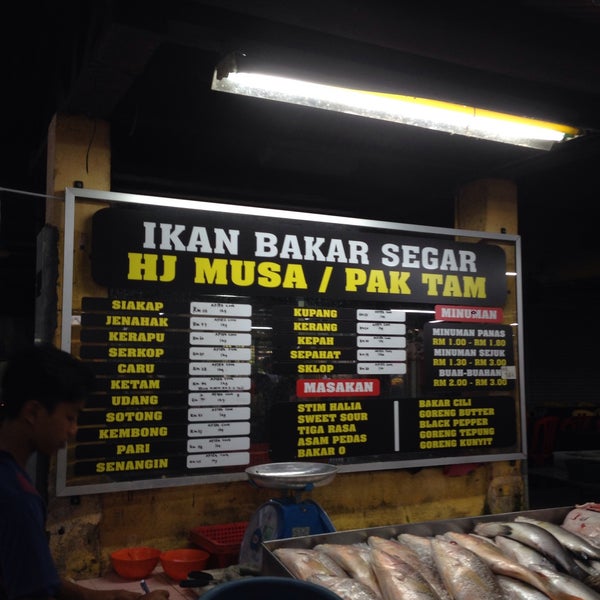 IKAN BAKAR SEGAR
HJ MUSA / PAK TAM
SIAKAP
JENAHAK
KERAPU
SERKOP
CARU
KETAM
UDANG
SOTONG
KEMBONG
PARI
SENANGIN
KUPANG
KERANG
KEPAH
SEPAHAT
SKLOP
MASAKAN
STIM HALIA
SWEET SOUR
TIGA RASA
ASAM PEDAS
BAKAR O
BAKAR CILI
GORENG BUTTER
BLACK PEPPER
GORENG TEPUNG
GORENG KUNYIT
MINUMAN
MINUMAN PANAS
RM 1.00 - RM 1.80
MINUMAN SEJUK
RM 1.30 - RM 3.00
BUAH-BUAHAN
RM 2.00 - RM 3.00